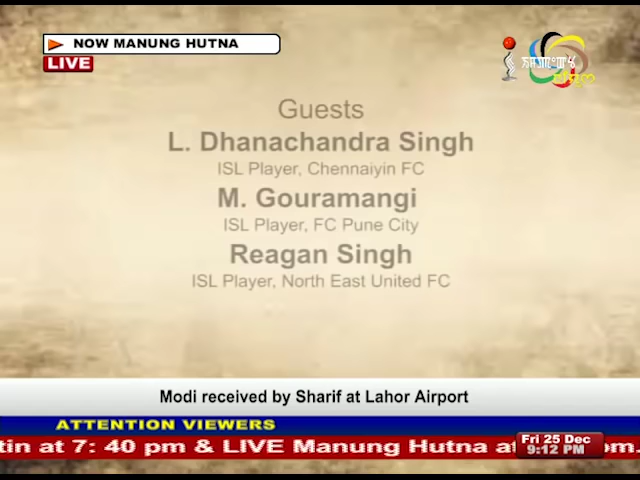 NOW MANUNG HUTNA
LIVE
Guests
L. Dhanachandra Singh
ISL Player, Chennaiyin FC
M. Gouramangi
ISL Player, FC Pune City
Reagan Singh
ISL Player, North East United FC
Modi received by Sharif at Lahor Airport
ATTENTION VIEWERS
tin at 7: 40 pm & LIVE Manung Hutna at
Fri 25 Dec
9:12 PM